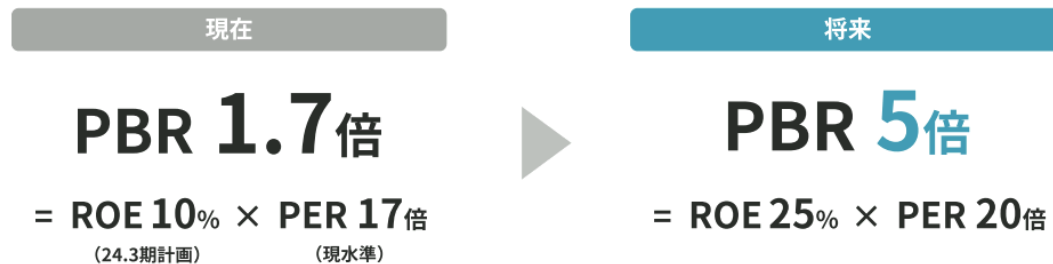 現在
PBR 1.7倍
= ROE 10% × PER 17倍
(24.3期計画) (現水準)
将来
PBR 5倍
= ROE 25% × PER 20倍